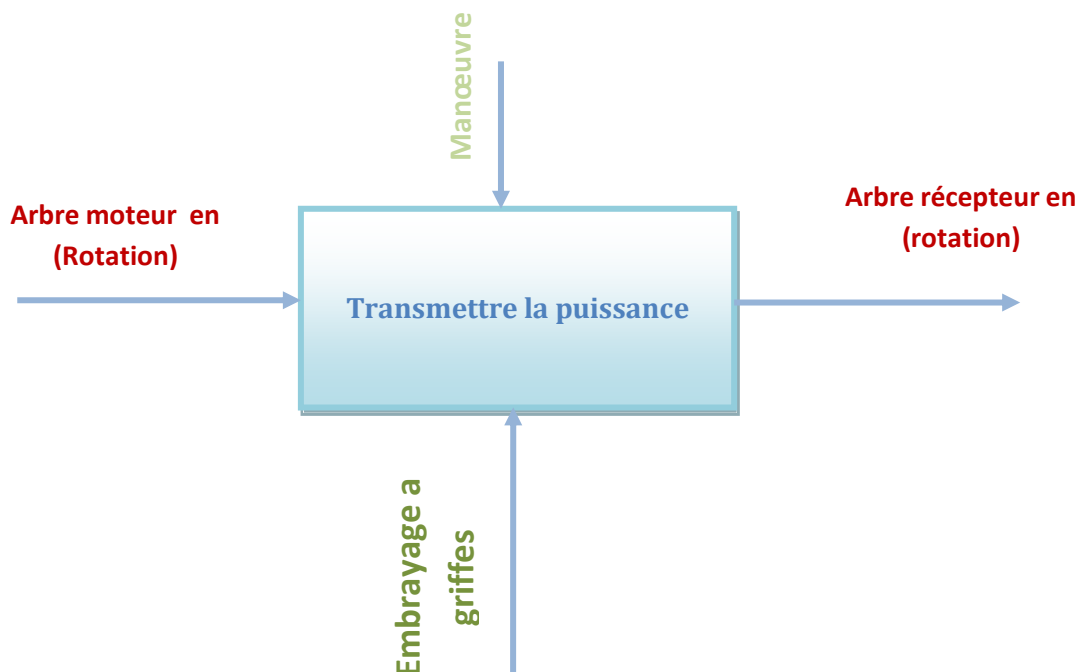 Manœuvre
Arbre moteur en
(Rotation)
Arbre récepteur en
(rotation)
Transmettre la puissance
Embrayage a
griffes